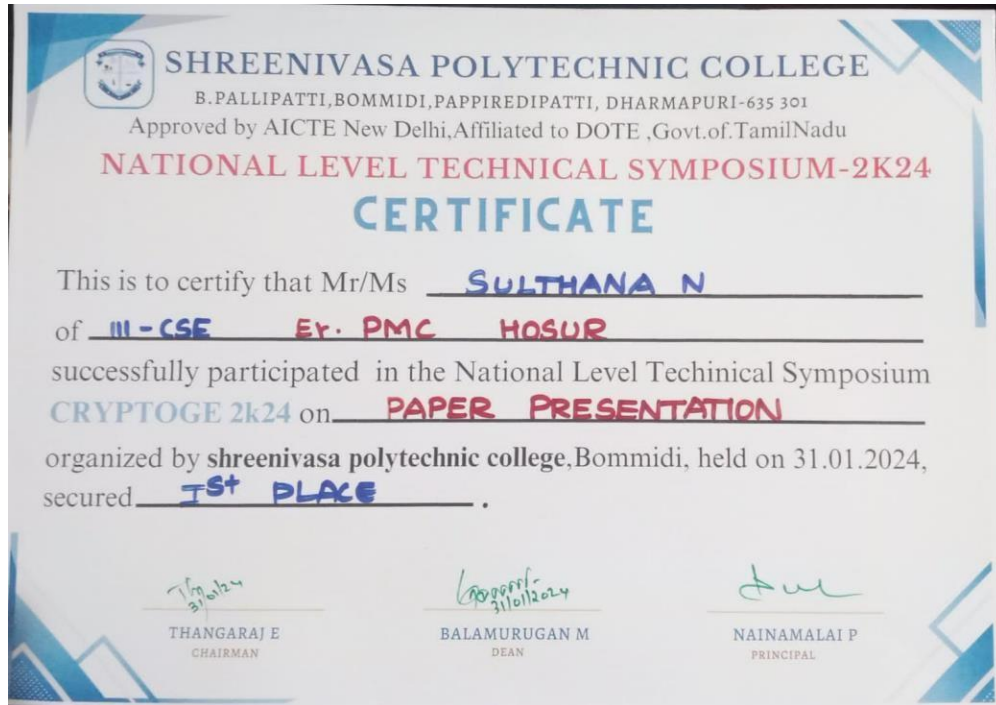 SHREENIVASA POLYTECHNIC COLLEGE
B.PALLIPATTI,BOMMIDI,PAPPIREDIPATTI, DHARMAPURI-635 301
Approved by AICTE New Delhi,Affiliated to DOTE ,Govt.of.TamilNadu
NATIONAL LEVEL TECHNICAL SYMPOSIUM-2K24
CERTIFICATE
This is to certify that Mr/Ms SULTHANA N
of III-CSE Er. PMC HOSUR
successfully participated in the National Level Techinical Symposium
CRYPTOGE 2k24 on PAPER PRESENTATION
organized by shreenivasa polytechnic college,Bommidi, held on 31.01.2024,
secured Ist PLACE .
31/01/24
31/01/2024
THANGARAJ E
CHAIRMAN
BALAMURUGAN M
DEAN
NAINAMALAI P
PRINCIPAL